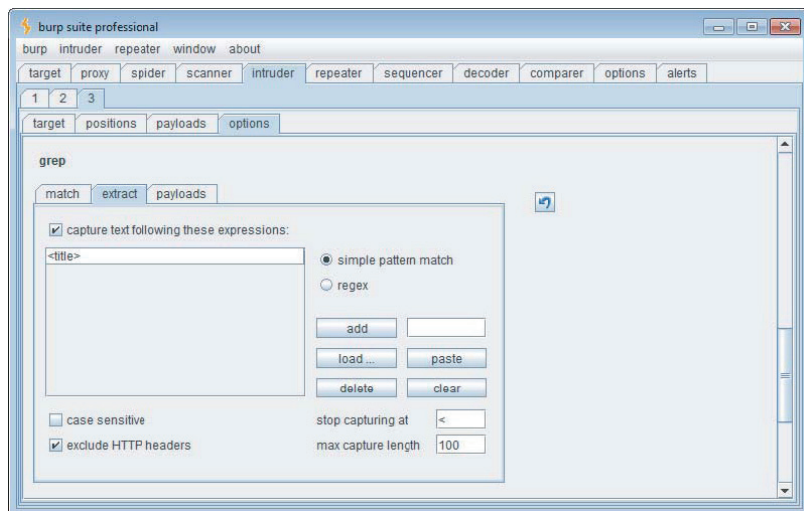 burp suite professional
burp intruder repeater window about
target proxy spider scanner intruder repeater sequencer decoder comparer options alerts
1 2 3
target positions payloads options
grep
match extract payloads
capture text following these expressions:
<title>
simple pattern match
regex
add
load ... paste
delete clear
case sensitive stop capturing at <
exclude HTTP headers max capture length 100